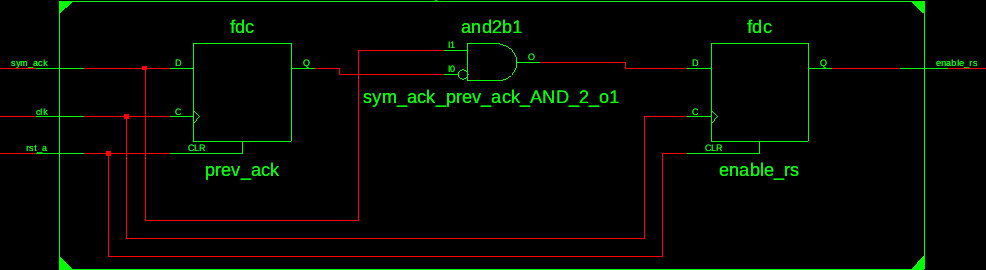 fdc
and2b1
fdc
sym_ack
D
Q
I1
I0
O
D
Q
enable_rs
sym_ack_prev_ack_AND_2_o1
clk
C
C
rst_a
CLR
CLR
prev_ack
enable_rs